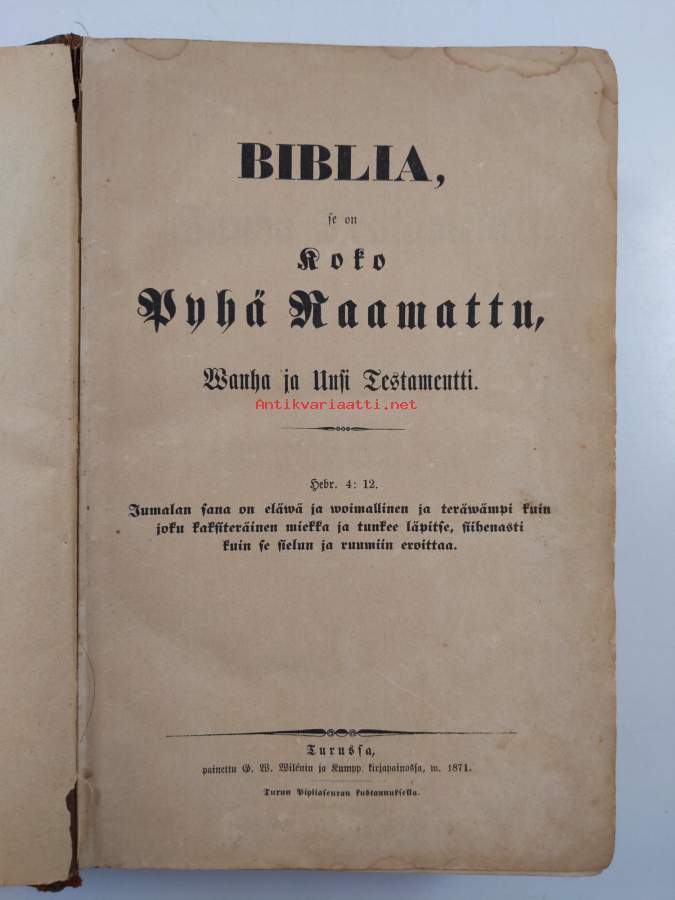 BIBLIA,
se on
Koko
Pyhä Raamattu,
Wanha ja Uusi Testamentti.
Antikvariaatti.net
Hebr. 4: 12.
Jumalan sana on eläwä ja woimallinen ja teräwämpi kuin
joku kaksiteräinen miekka ja tunkee läpitse, siihenasti
kuin se sielun ja ruumiin eroittaa.
Turussa,
painettu G. W. Wilénin ja Kumpp. kirjapainossa, w. 1871.
Turun Pipliaseuran kustannuksella.